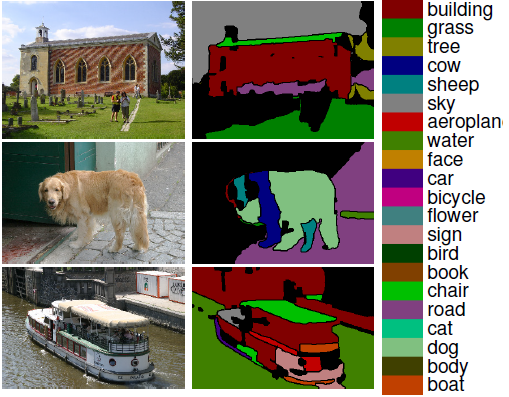 building
grass
tree
cow
sheep
sky
aeroplan
water
face
car
bicycle
flower
sign
bird
book
chair
road
cat
dog
body
boat